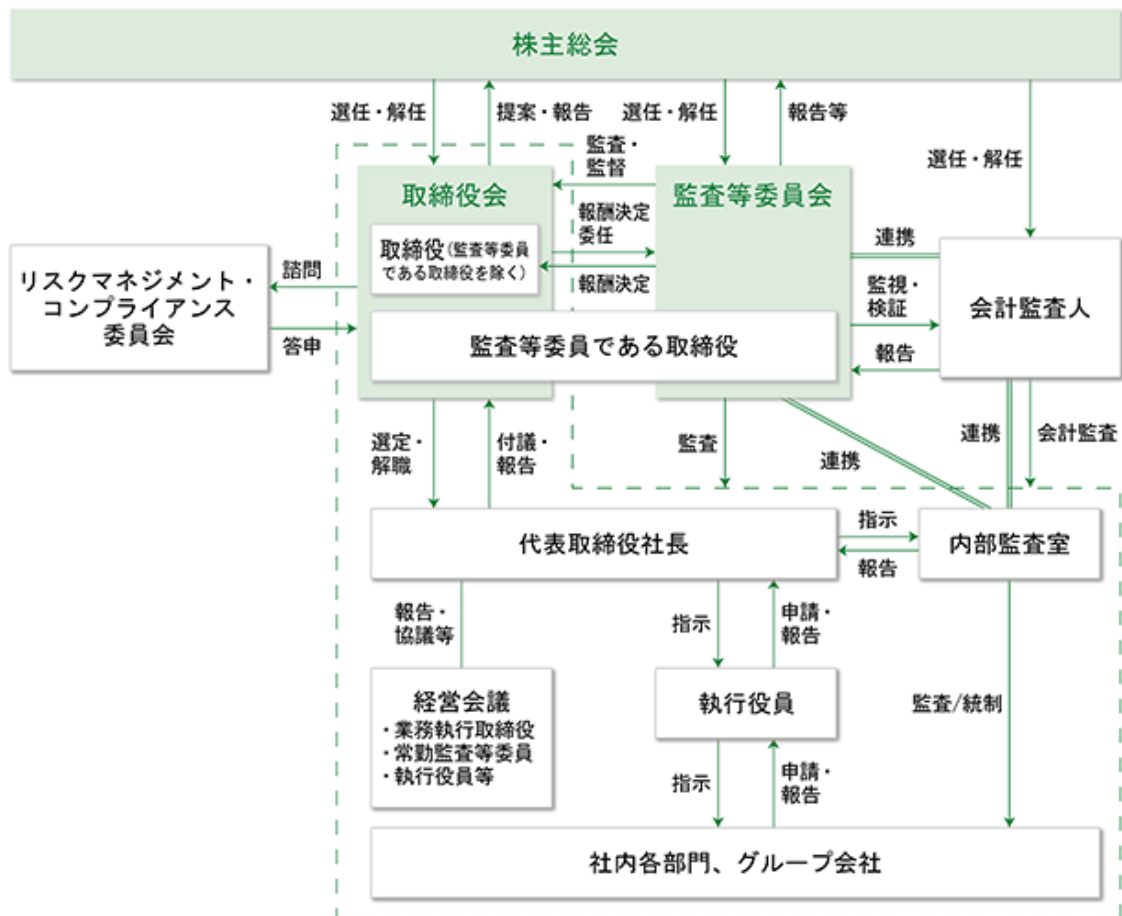 株主総会
選任・解任
提案・報告
選任・解任
報告等
選任・解任
監査・
監督
取締役会
監査等委員会
報酬決定
委任
取締役(監査等委員
である取締役を除く)
報酬決定
連携
リスクマネジメント・
コンプライアンス
委員会
諮問
答申
監視・
検証
会計監査人
監査等委員である取締役
報告
選定・
解職
付議・
報告
監査
連携
連携
会計監査
代表取締役社長
指示
報告
内部監査室
報告・
協議等
指示
申請・
報告
経営会議
・業務執行取締役
・常勤監査等委員
・執行役員等
執行役員
監査/統制
指示
申請・
報告
社内各部門、グループ会社